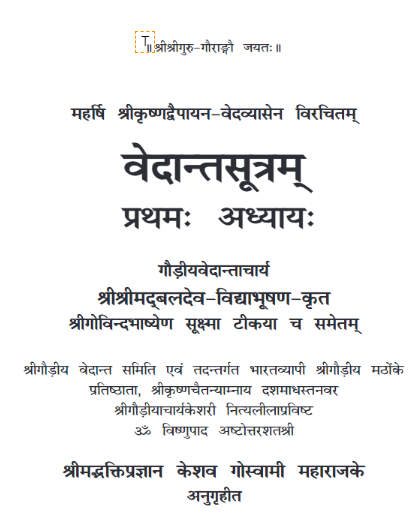 ॥ श्रीश्रीगुरु-गौराङ्गौ जयतः॥
महर्षि श्रीकृष्णद्वैपायन-वेदव्यासेन विरचितम्
वेदान्तसूत्रम्
प्रथमः अध्यायः
गौड़ीयवेदान्ताचार्य
श्रीश्रीमद्बलदेव-विद्याभूषण-कृत
श्रीगोविन्दभाष्येण सूक्ष्मा टीकया च समेतम्
श्रीगौड़ीय वेदान्त समिति एवं तदन्तर्गत भारतव्यापी श्रीगौड़ीय मठोंके
प्रतिष्ठाता, श्रीकृष्णचैतन्याम्नाय दशमाधस्तनवर
श्रीगौड़ीयाचार्यकेशरी नित्यलीलाप्रविष्ट
ॐ विष्णुपाद अष्टोत्तरशतश्री
श्रीमद्भक्तिप्रज्ञान केशव गोस्वामी महाराजके
अनुगृहीत